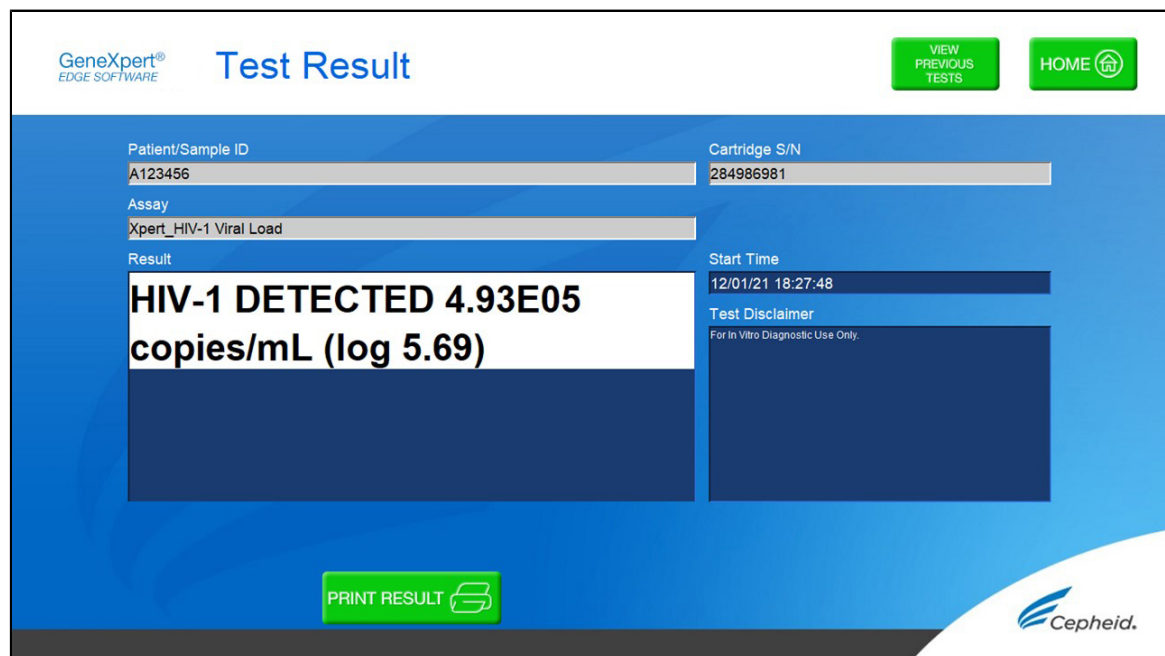 GeneXpert®
EDGE SOFTWARE
Test Result
VIEW
PREVIOUS
TESTS
HOME
Patient/Sample ID
A123456
Cartridge S/N
284986981
Assay
Xpert_HIV-1 Viral Load
Result
HIV-1 DETECTED 4.93E05
copies/mL (log 5.69)
Start Time
12/01/21 18:27:48
Test Disclaimer
For In Vitro Diagnostic Use Only.
PRINT RESULT
Cepheid.